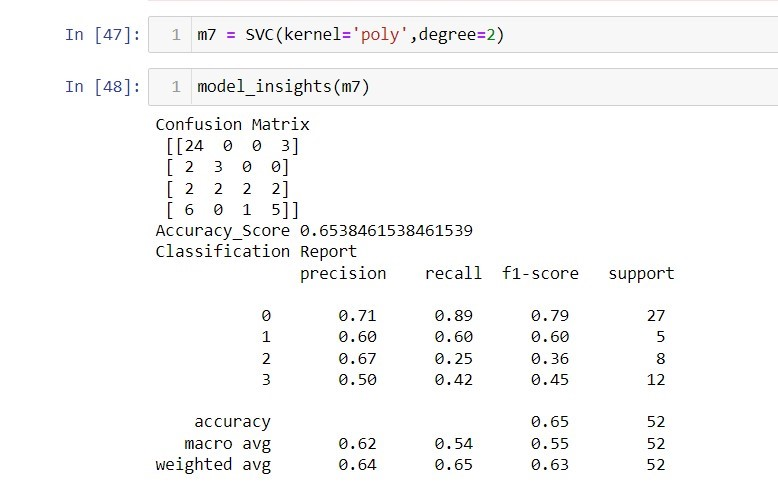 In [47]: 1 m7 = SVC(kernel='poly',degree=2)
In [48]: 1 model_insights(m7)
Confusion Matrix
[[24 0 0 3]
[ 2 3 0 0]
[ 2 2 2 2]
[ 6 0 1 5]]
Accuracy_Score 0.6538461538461539
Classification Report
precision recall f1-score support
0 0.71 0.89 0.79 27
1 0.60 0.60 0.60 5
2 0.67 0.25 0.36 8
3 0.50 0.42 0.45 12
accuracy 0.65 52
macro avg 0.62 0.54 0.55 52
weighted avg 0.64 0.65 0.63 52